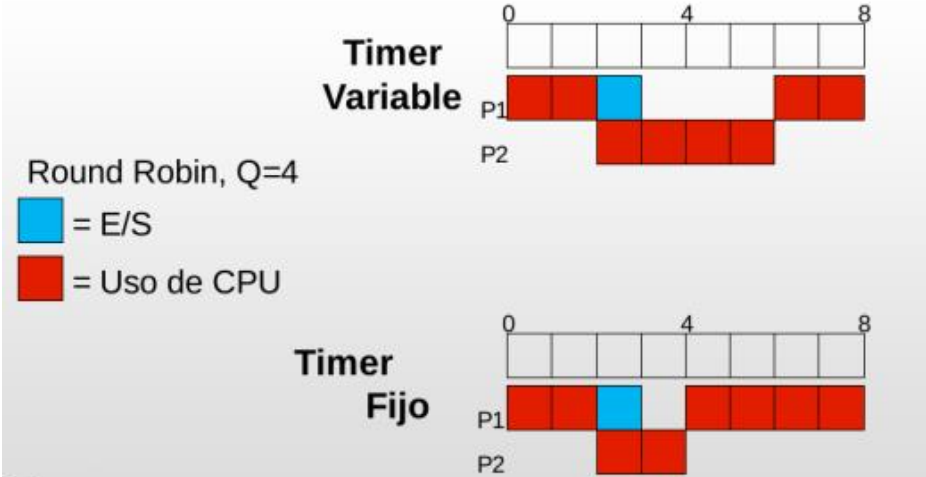 0 4 8
Timer
Variable
P1
P2
Round Robin, Q=4
= E/S
= Uso de CPU
0 4 8
Timer
Fijo
P1
P2